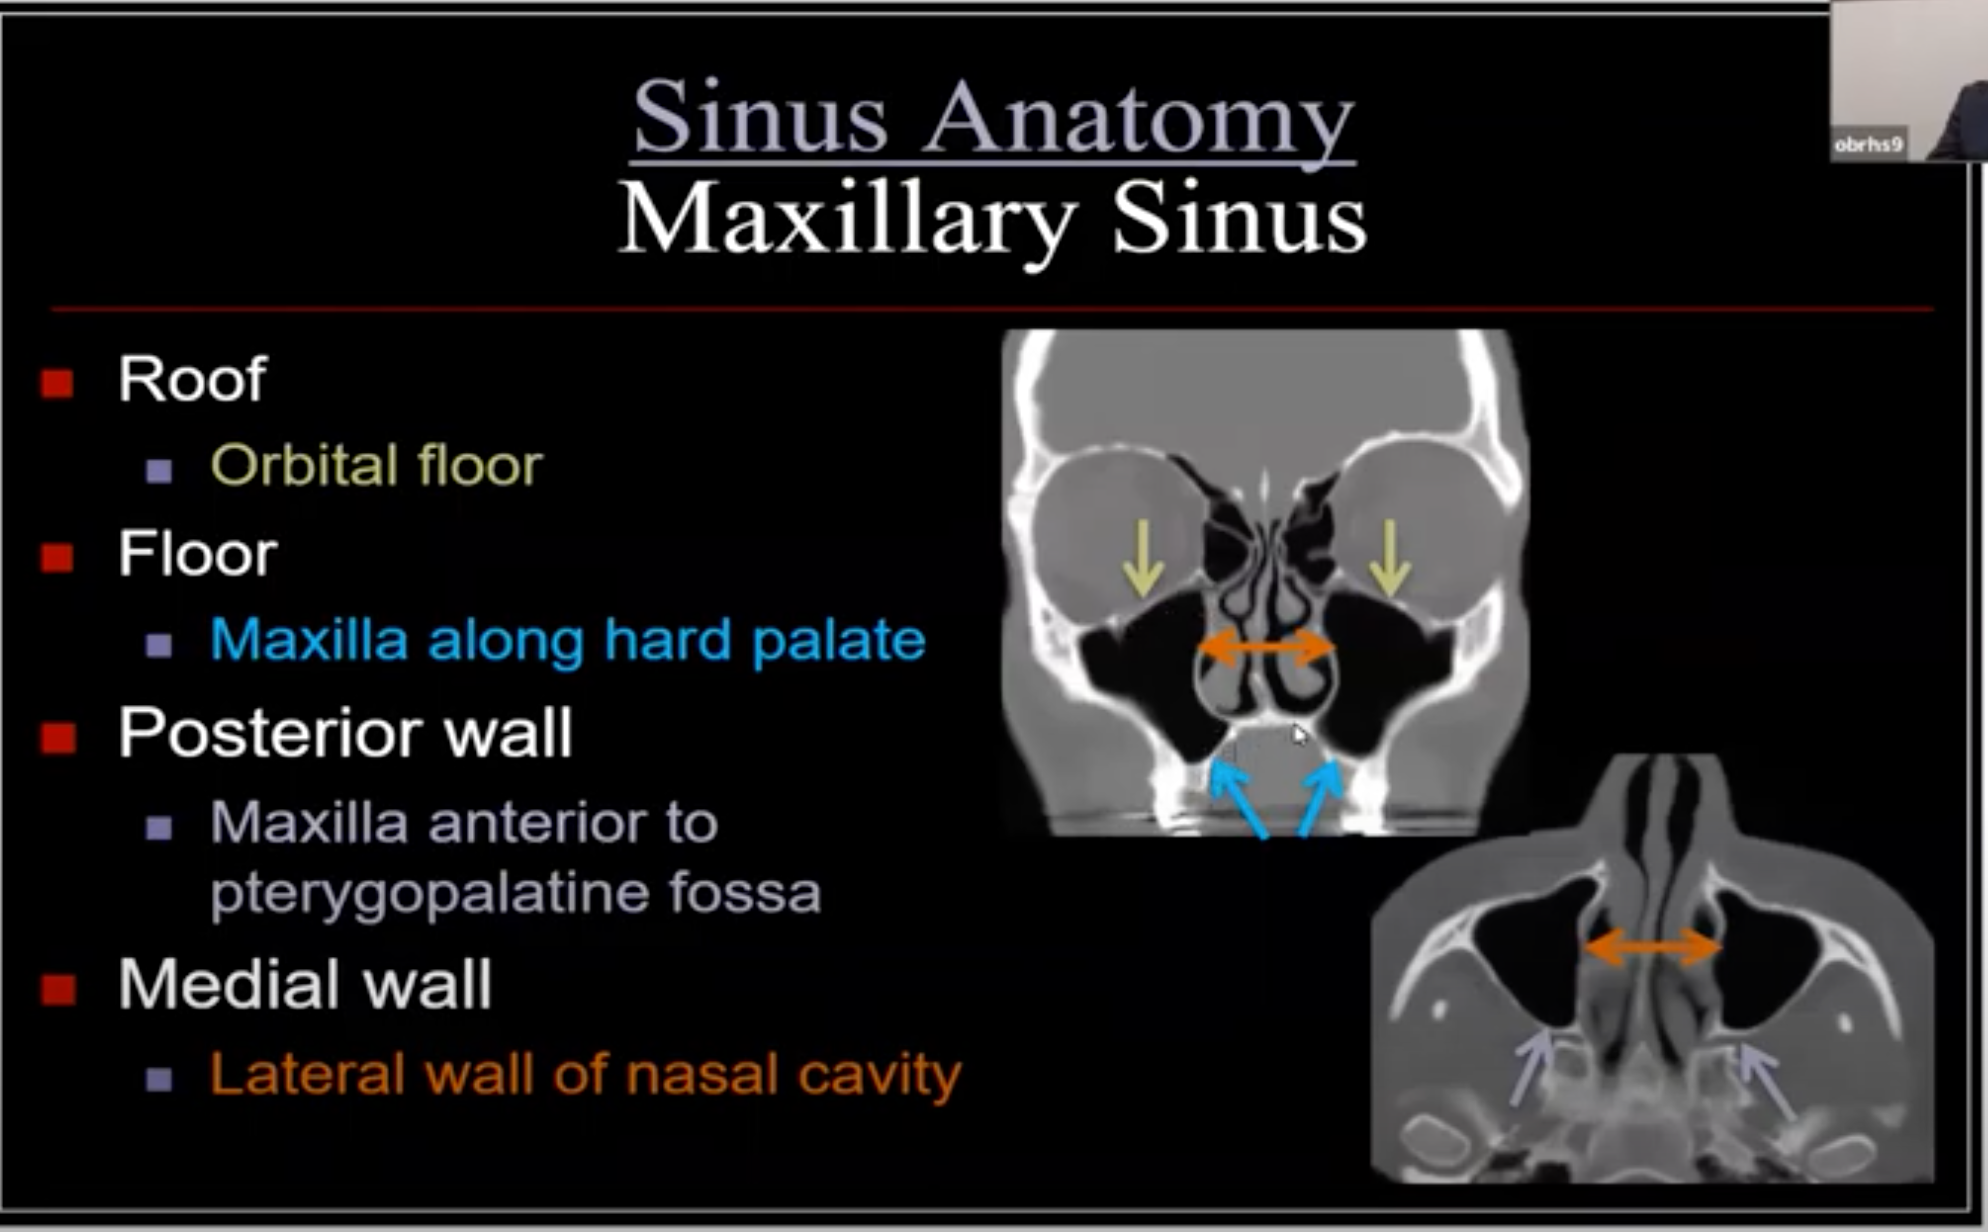 Sinus Anatomy
Maxillary Sinus
obrhs9
Roof
Orbital floor
Floor
Maxilla along hard palate
Posterior wall
Maxilla anterior to
pterygopalatine fossa
Medial wall
Lateral wall of nasal cavity